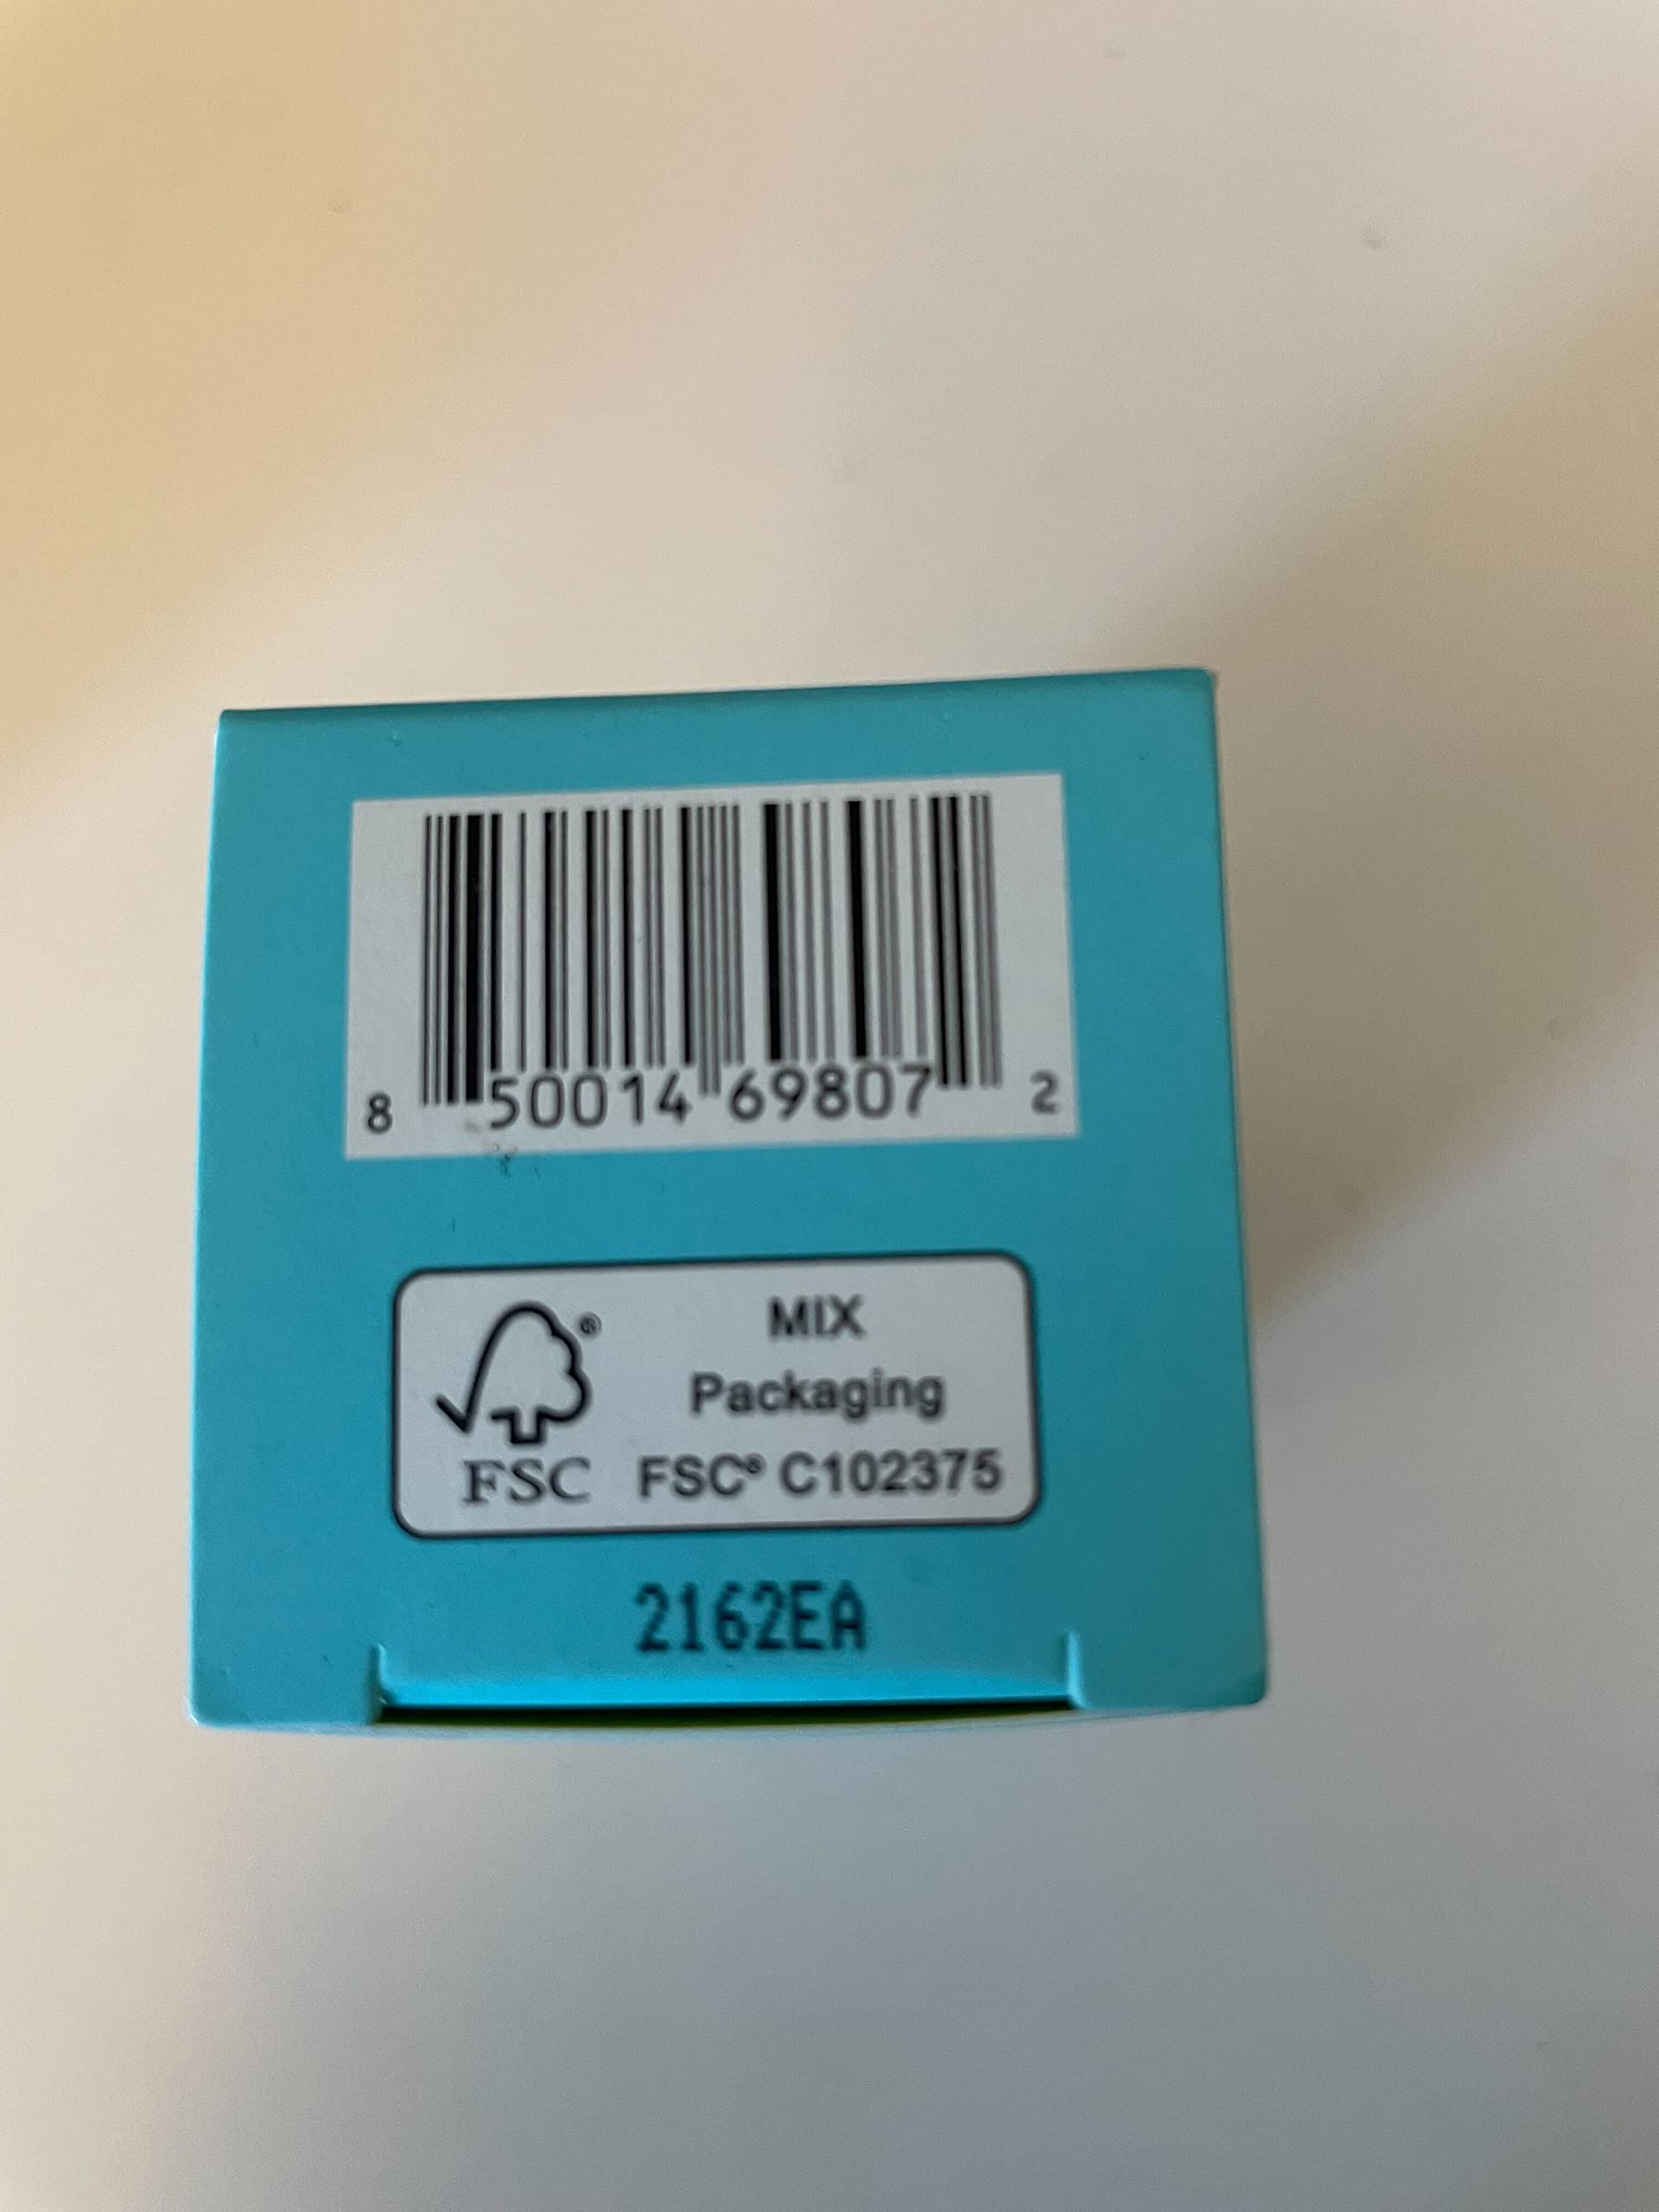 8 50014 69807 2
MIX
Packaging
FSC® C102375
®
FSC
2162EA